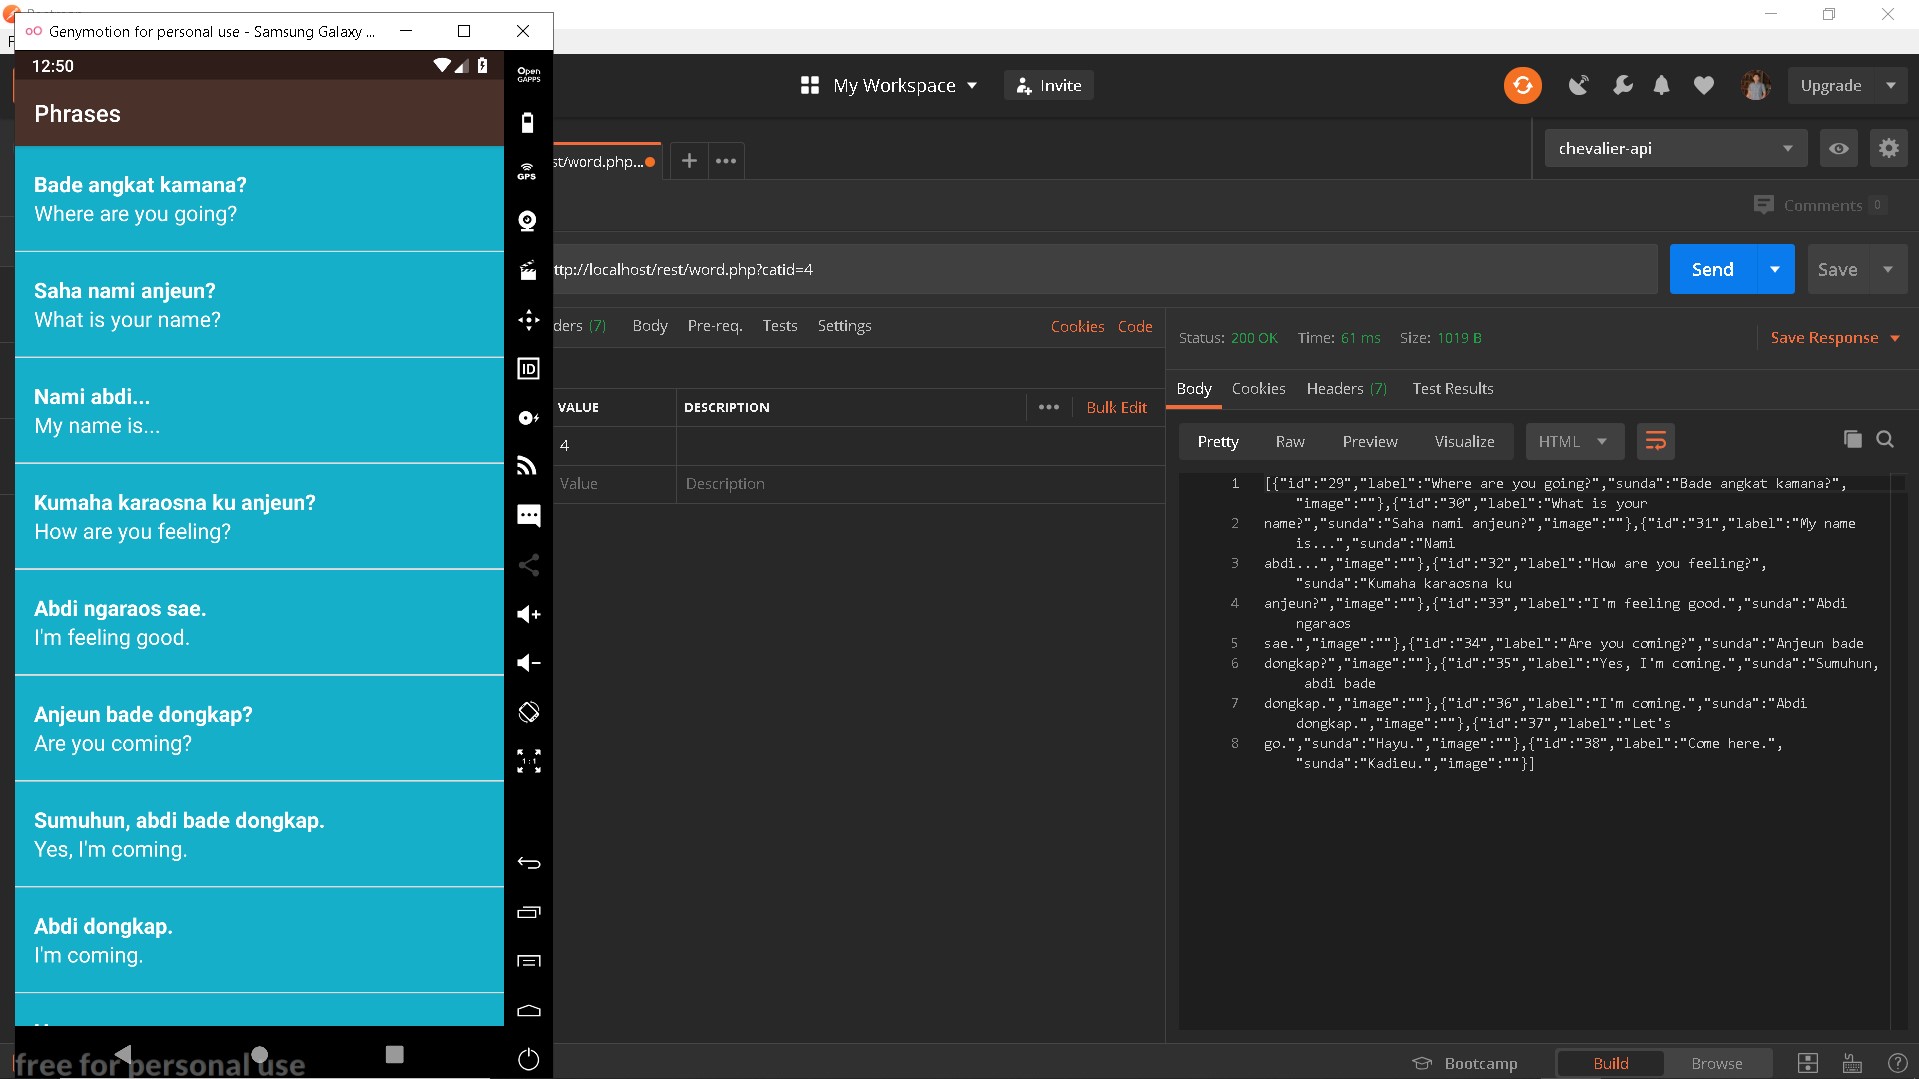 Genymotion for personal use - Samsung Galaxy ...
12:50
Phrases
Bade angkat kamana?
Where are you going?
Saha nami anjeun?
What is your name?
Nami abdi...
My name is...
Kumaha karaosna ku anjeun?
How are you feeling?
Abdi ngaraos sae.
I'm feeling good.
Anjeun bade dongkap?
Are you coming?
Sumuhun, abdi bade dongkap.
Yes, I'm coming.
Abdi dongkap.
I'm coming.
free for personal use
Open
GAPPS
GPS
ID
1:1
My Workspace
Invite
Upgrade
st/word.php...
chevalier-api
Comments 0
ttp://localhost/rest/word.php?catid=4
Send
Save
ders (7) Body Pre-req. Tests Settings Cookies Code
VALUE DESCRIPTION Bulk Edit
4
Value Description
Status: 200 OK Time: 61 ms Size: 1019 B Save Response
Body Cookies Headers (7) Test Results
Pretty Raw Preview Visualize HTML
1 [{"id":"29","label":"Where are you going?","sunda":"Bade angkat kamana?",
"image":""},{"id":"30","label":"What is your
2 name?","sunda":"Saha nami anjeun?","image":""},{"id":"31","label":"My name
is...","sunda":"Nami
3 abdi...","image":""},{"id":"32","label":"How are you feeling?",
"sunda":"Kumaha karaosna ku
4 anjeun?","image":""},{"id":"33","label":"I'm feeling good.","sunda":"Abdi
ngaraos
5 sae.","image":""},{"id":"34","label":"Are you coming?","sunda":"Anjeun bade
6 dongkap?","image":""},{"id":"35","label":"Yes, I'm coming.","sunda":"Sumuhun,
abdi bade
7 dongkap.","image":""},{"id":"36","label":"I'm coming.","sunda":"Abdi
dongkap.","image":""},{"id":"37","label":"Let's
8 go.","sunda":"Hayu.","image":""},{"id":"38","label":"Come here.",
"sunda":"Kadieu.","image":""}]
Bootcamp Build Browse